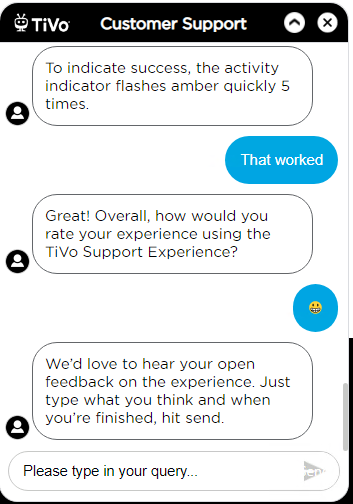 TiVo Customer Support
To indicate success, the activity
indicator flashes amber quickly 5
times.
That worked
Great! Overall, how would you
rate your experience using the
TiVo Support Experience?
😀
We'd love to hear your open
feedback on the experience. Just
type what you think and when
you're finished, hit send.
Please type in your query...